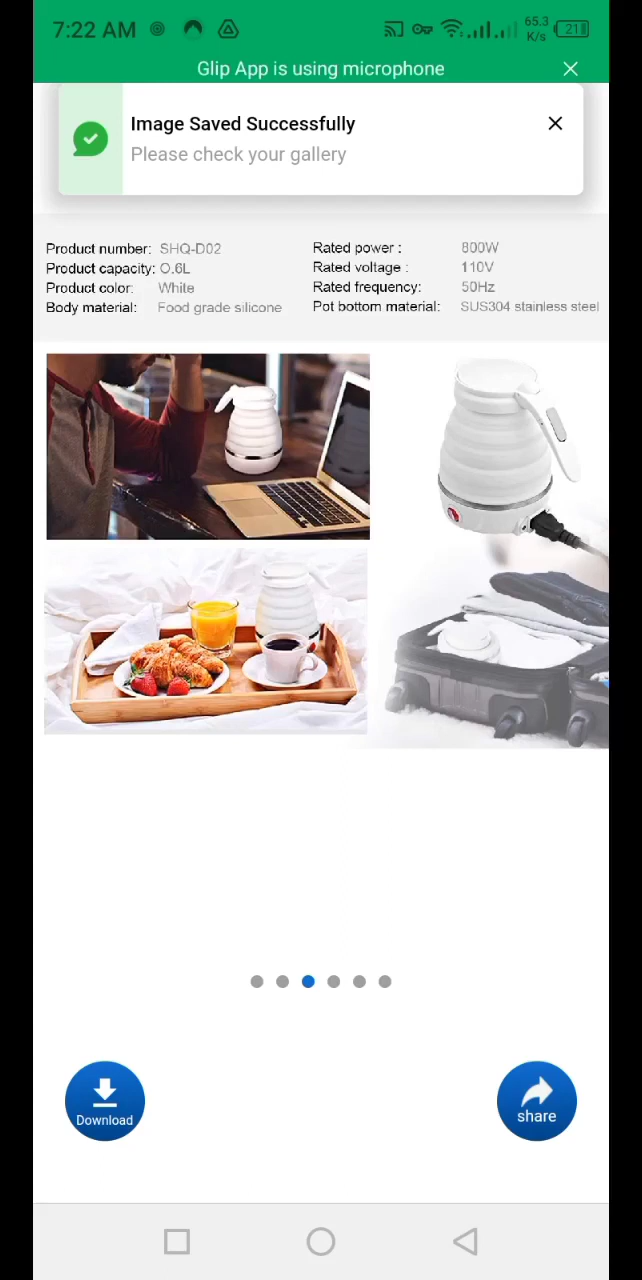 7:22 AM
65.3
K/s
21
Glip App is using microphone
Image Saved Successfully
Please check your gallery
Product number: SHQ-D02
Product capacity: 0.6L
Product color: White
Body material: Food grade silicone
Rated power : 800W
Rated voltage : 110V
Rated frequency: 50Hz
Pot bottom material: SUS304 stainless steel
Download
share